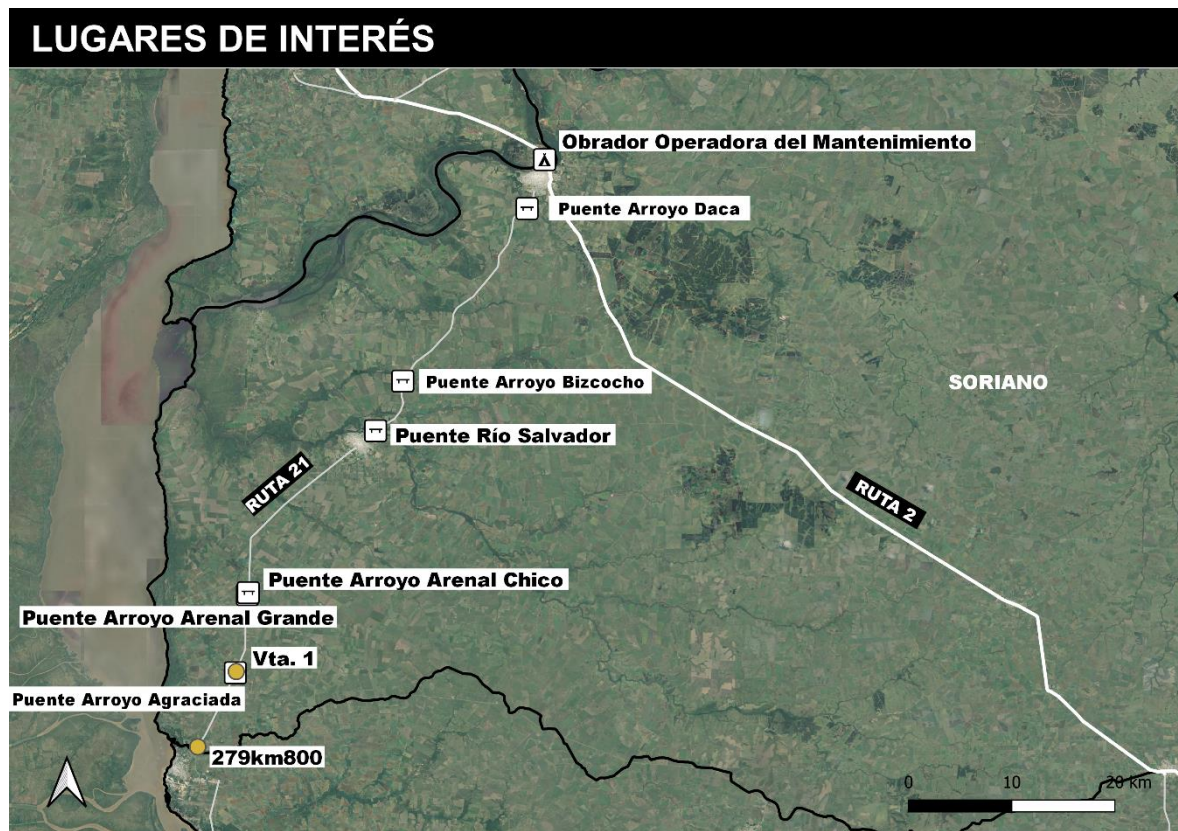 LUGARES DE INTERÉS
Obrador Operadora del Mantenimiento
Puente Arroyo Daca
Puente Arroyo Bizcocho
SORIANO
Puente Río Salvador
RUTA 21
RUTA 2
Puente Arroyo Arenal Chico
Puente Arroyo Arenal Grande
Vta. 1
Puente Arroyo Agraciada
279km800
0 10 20 km